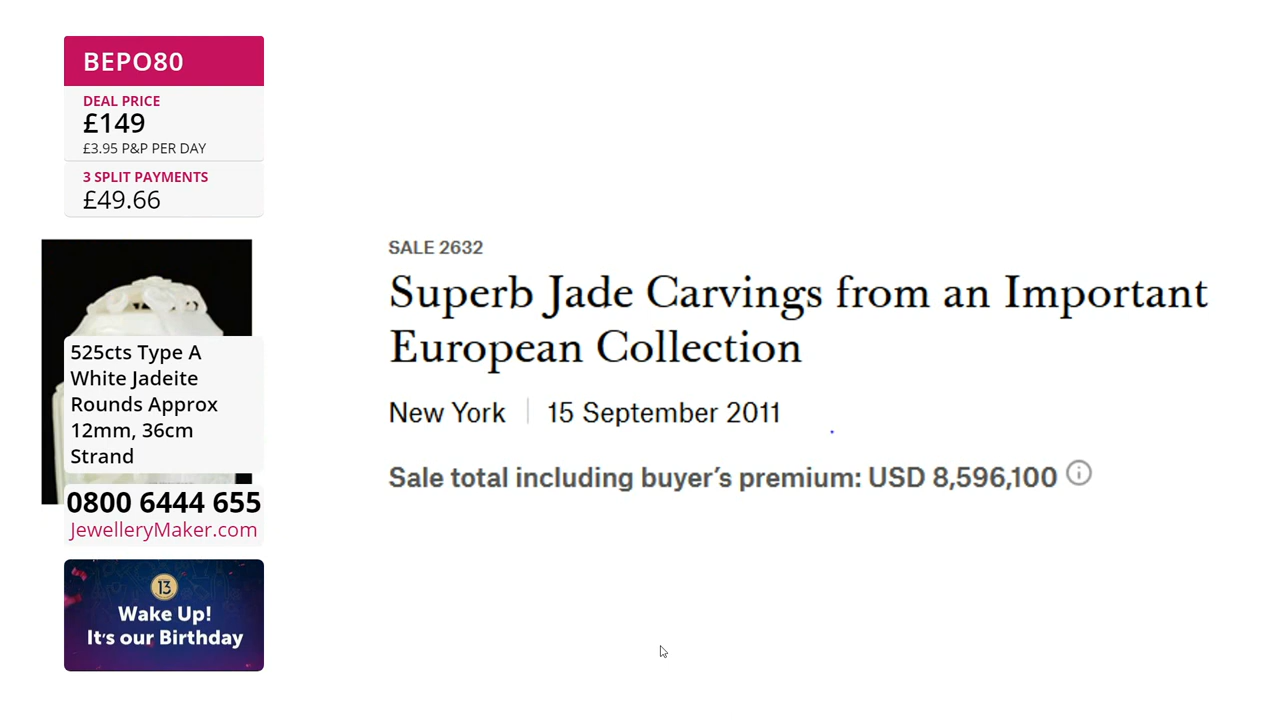 BEPO80
DEAL PRICE
£149
£3.95 P&P PER DAY
3 SPLIT PAYMENTS
£49.66
525cts Type A
White Jadeite
Rounds Approx
12mm, 36cm
Strand
0800 6444 655
JewelleryMaker.com
13
Wake Up!
It's our Birthday
SALE 2632
Superb Jade Carvings from an Important
European Collection
New York | 15 September 2011
Sale total including buyer's premium: USD 8,596,100